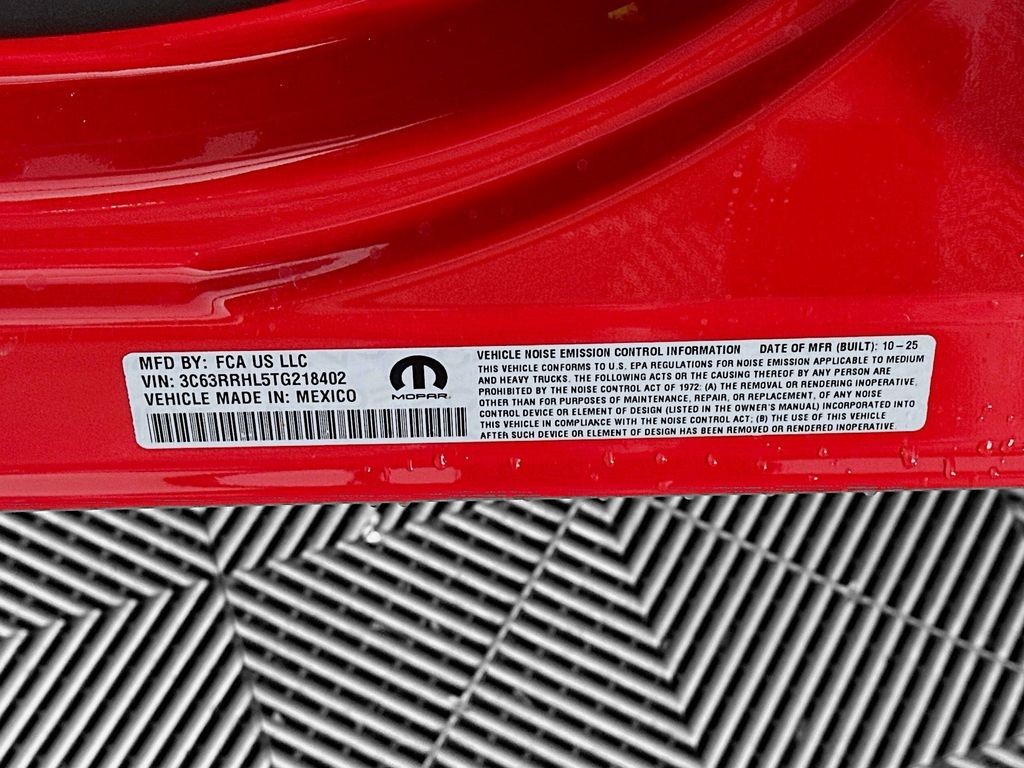 MFD BY: FCA US LLC
VIN: 3C63RRHL5TG218402
VEHICLE MADE IN: MEXICO
MOPAR
VEHICLE NOISE EMISSION CONTROL INFORMATION DATE OF MFR (BUILT): 10-25
THIS VEHICLE CONFORMS TO U.S. EPA REGULATIONS FOR NOISE EMISSION APPLICABLE TO MEDIUM
AND HEAVY TRUCKS. THE FOLLOWING ACTS OR THE CAUSING THEREOF BY ANY PERSON ARE
PROHIBITED BY THE NOISE CONTROL ACT OF 1972: (A) THE REMOVAL OR RENDERING INOPERATIVE,
OTHER THAN FOR PURPOSES OF MAINTENANCE, REPAIR, OR REPLACEMENT, OF ANY NOISE
CONTROL DEVICE OR ELEMENT OF DESIGN (LISTED IN THE OWNER'S MANUAL) INCORPORATED INTO
THIS VEHICLE IN COMPLIANCE WITH THE NOISE CONTROL ACT; (B) THE USE OF THIS VEHICLE
AFTER SUCH DEVICE OR ELEMENT OF DESIGN HAS BEEN REMOVED OR RENDERED INOPERATIVE.